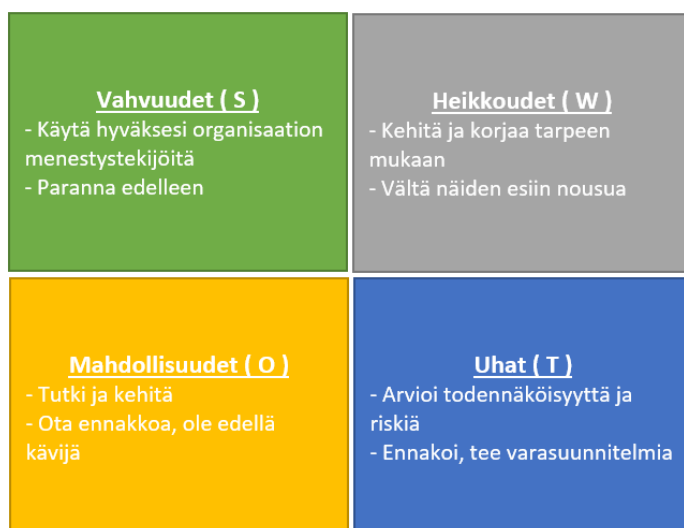 Vahvuudet ( S )
- Käytä hyväksesi organisaation
menestystekijöitä
- Paranna edelleen
Heikkoudet ( W )
- Kehitä ja korjaa tarpeen
mukaan
- Vältä näiden esiin nousua
Mahdollisuudet ( O )
- Tutki ja kehitä
- Ota ennakkoa, ole edellä
kävijä
Uhat ( T )
- Arvioi todennäköisyyttä ja
riskiä
- Ennakoi, tee varasuunnitelmia